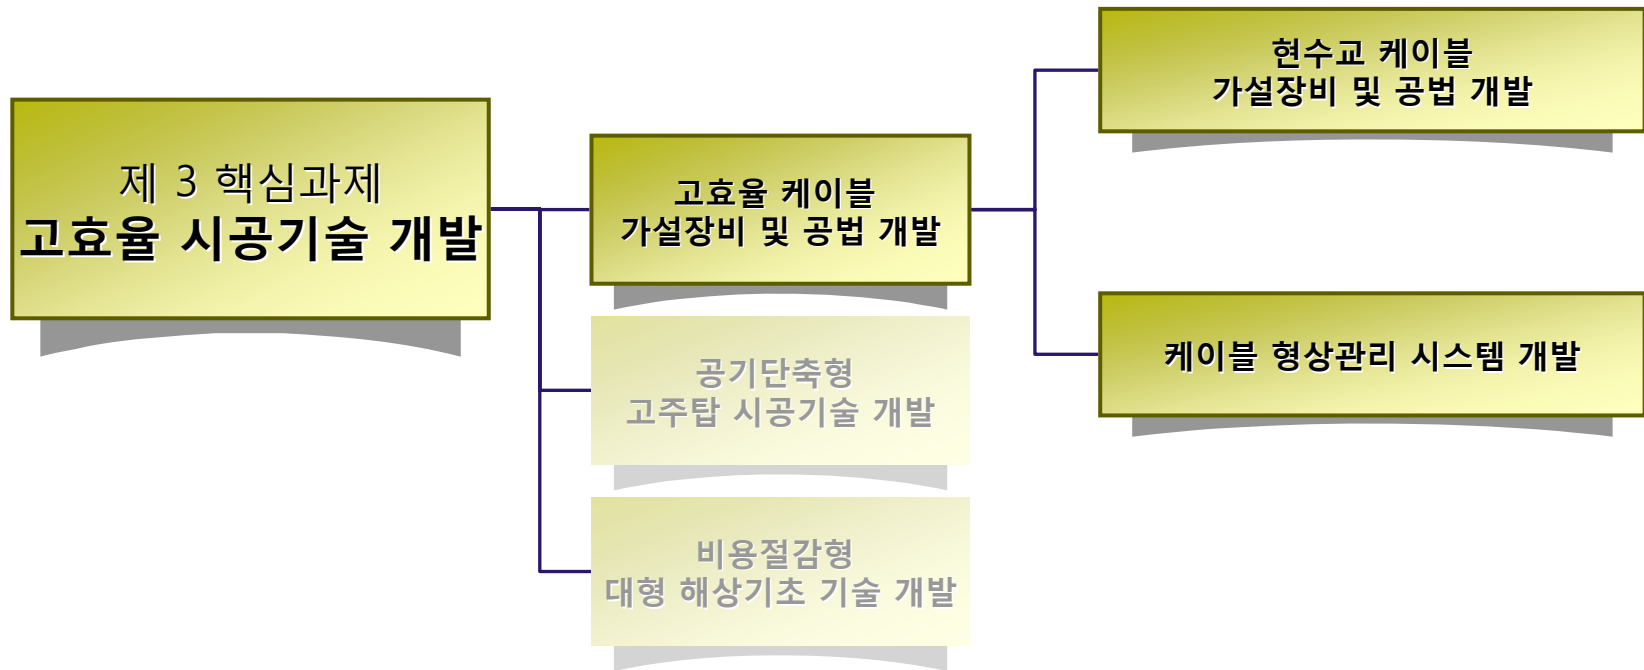 제 3 핵심과제
고효율 시공기술 개발
고효율 케이블
가설장비 및 공법 개발
공기단축형
고주탑 시공기술 개발
비용절감형
대형 해상기초 기술 개발
현수교 케이블
가설장비 및 공법 개발
케이블 형상관리 시스템 개발